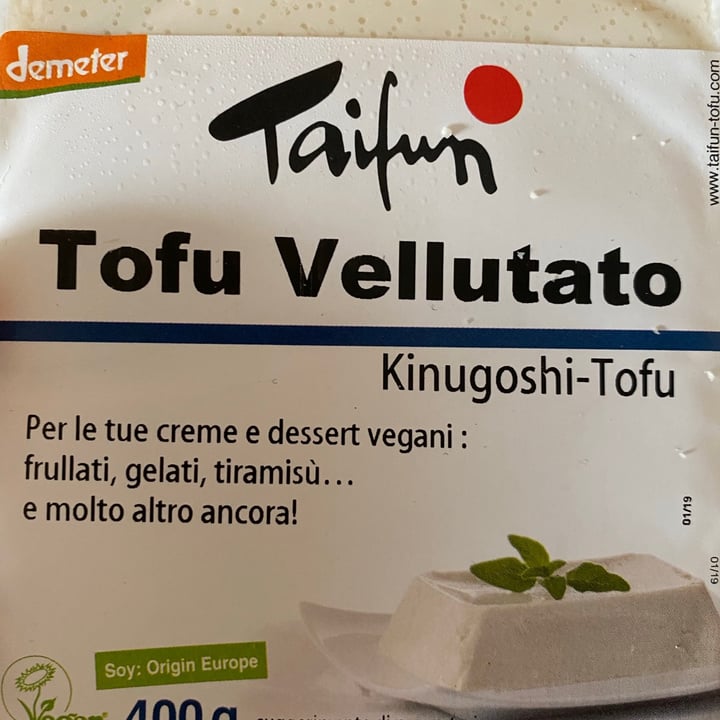 demeter
Taifun
www.taifun-tofu.com
Tofu Vellutato
Kinugoshi-Tofu
Per le tue creme e dessert vegani :
frullati, gelati, tiramisù...
e molto altro ancora!
01/19
01/19
Soy: Origin Europe
400 g